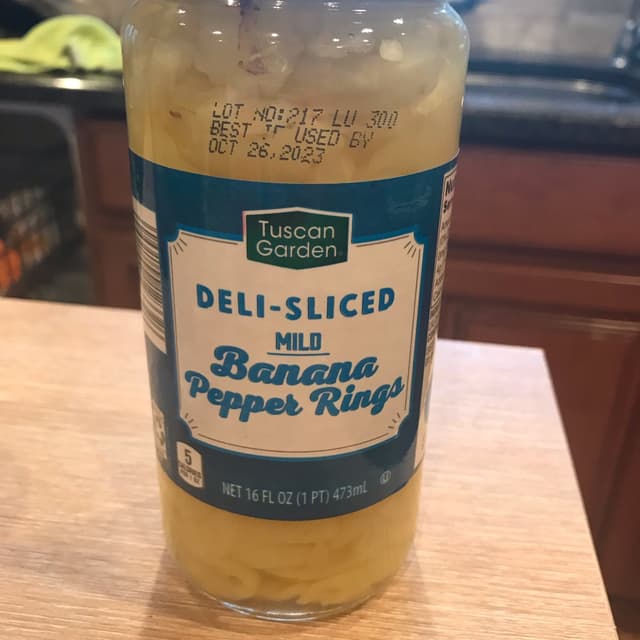 LOT NO:217 LU 300
BEST IF USED BY
OCT 26,2023
Tuscan
Garden
DELI-SLICED
MILD
Banana
Pepper Rings
5
NET 16 FL OZ (1 PT) 473mL
U